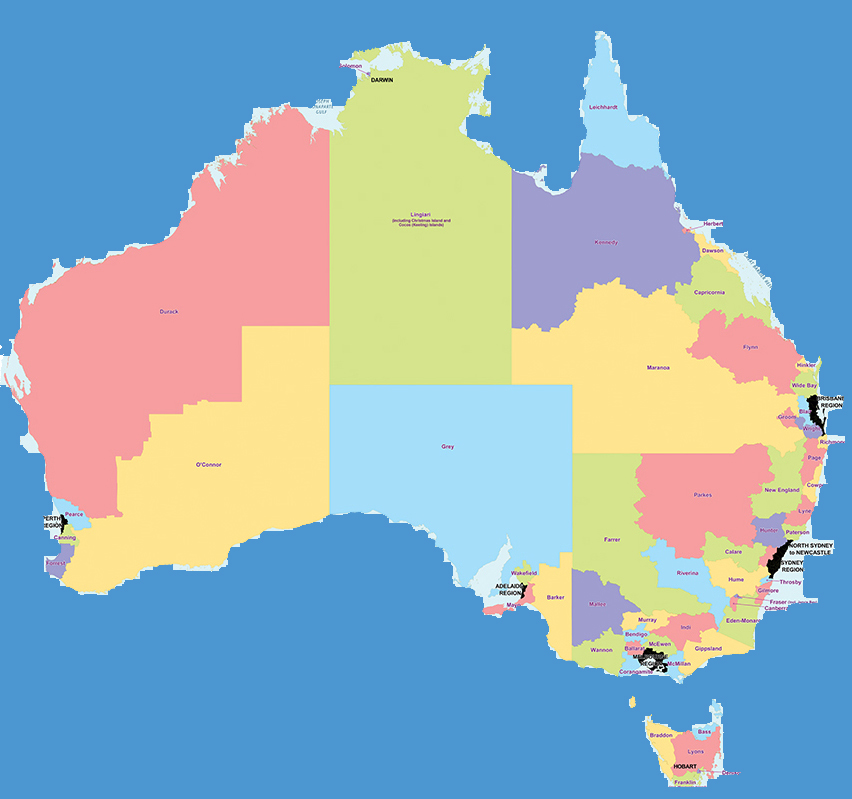 Solomon
DARWIN
Leichhardt
GULF
Lingiari
(including Christmas Island and
Cocos (Keeling) Islands)
Herbert
Kennedy
Dawson
Capricornia
Durack
Flynn
Hinkler
Maranoa
Wide Bay
BRISBANE
REGION
Groom
Wright
Richmond
Grey
Page
O'Connor
Cowper
New England
Parkes
Lyne
Pearce
PERTH
REGION
Hunter
Paterson
Canning
Farrer
NORTH SYDNEY
to NEWCASTLE
Calare
Forrest
SYDNEY
REGION
Wakefield
Riverina
Hume
Throsby
ADELAIDE
REGION
Gilmore
Barker
Mayo
Mallee
Fraser
Canberra
Murray
Eden-Monaro
Indi
Bendigo
McEwen
Wannon
Ballarat
Gippsland
MELBOURNE
REGION
McMillan
Corangamite
Braddon
Bass
Lyons
HOBART
Denison
Franklin